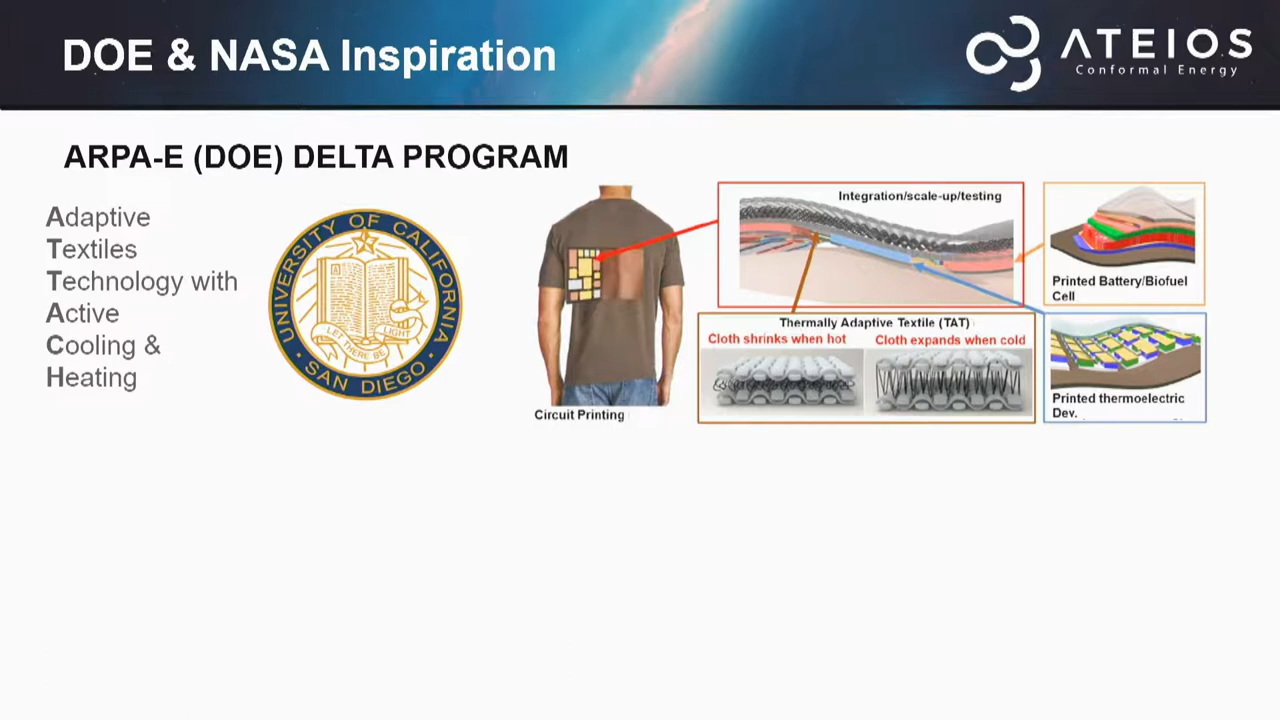 DOE & NASA Inspiration
ATEIOS
Conformal Energy
ARPA-E (DOE) DELTA PROGRAM
Adaptive
Textiles
Technology with
Active
Cooling &
Heating
UNIVERSITY OF CALIFORNIA
SAN DIEGO
LET THERE BE
LIGHT
A
Circuit Printing
Integration/scale-up/testing
Thermally Adaptive Textile (TAT)
Cloth shrinks when hot
Cloth expands when cold
Printed Battery/Biofuel
Cell
Printed thermoelectric
Dev.